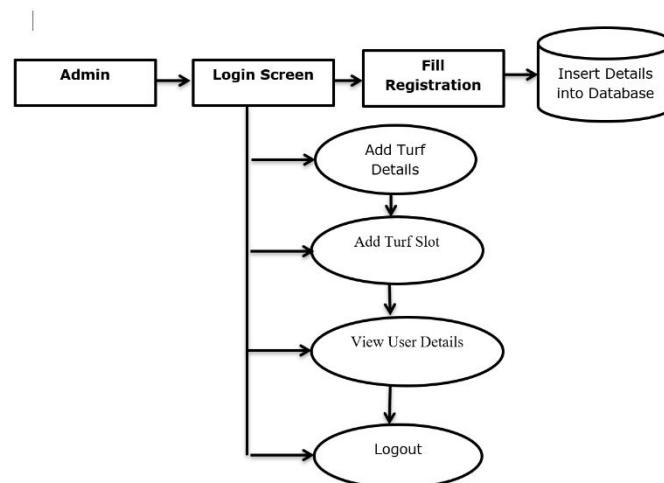 Admin
Login Screen
Fill
Registration
Insert Details
into Database
Add Turf
Details
Add Turf Slot
View User Details
Logout